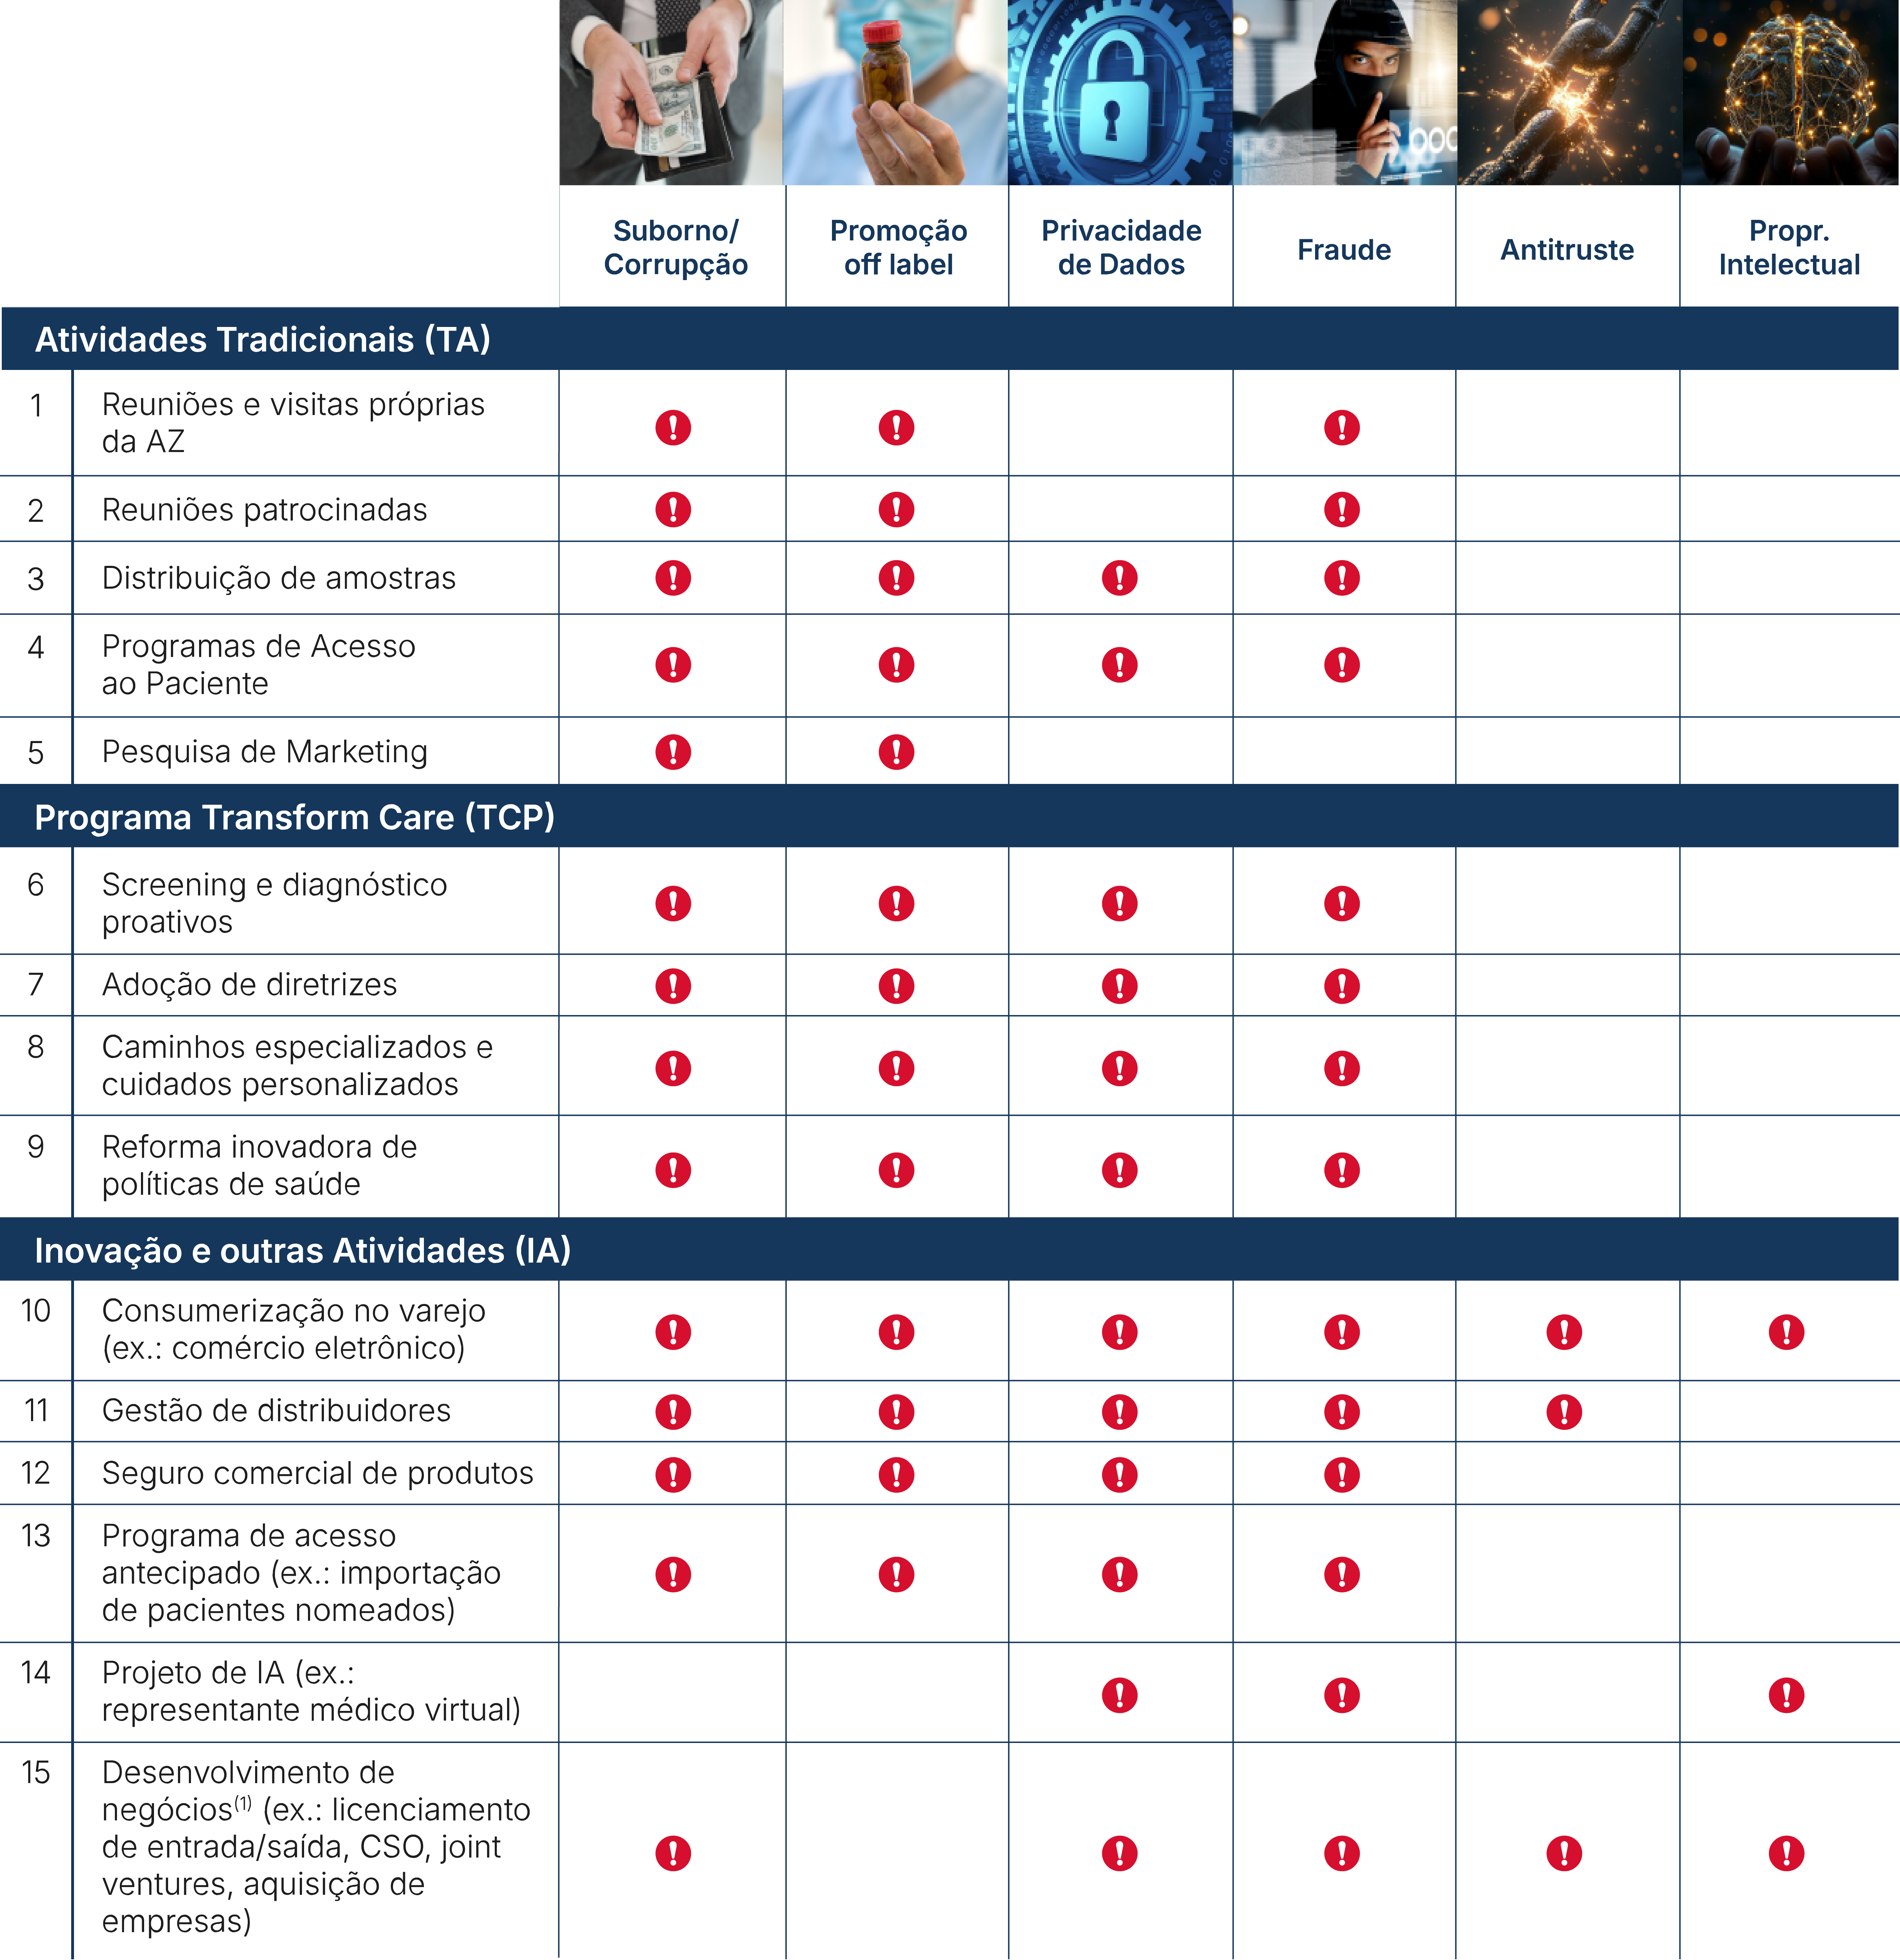 Suborno/
Corrupção
Promoção
off label
Privacidade
de Dados
Fraude
Antitruste
Propr.
Intelectual
Atividades Tradicionais (TA)
1
Reuniões e visitas próprias
da AZ
2
Reuniões patrocinadas
3
Distribuição de amostras
4
Programas de Acesso
ao Paciente
5
Pesquisa de Marketing
Programa Transform Care (TCP)
6
Screening e diagnóstico
proativos
7
Adoção de diretrizes
8
Caminhos especializados e
cuidados personalizados
9
Reforma inovadora de
políticas de saúde
Inovação e outras Atividades (IA)
10
Consumerização no varejo
(ex.: comércio eletrônico)
11
Gestão de distribuidores
12
Seguro comercial de produtos
13
Programa de acesso
antecipado (ex.: importação
de pacientes nomeados)
14
Projeto de IA (ex.:
representante médico virtual)
15
Desenvolvimento de
negócios(1) (ex.: licenciamento
de entrada/saída, CSO, joint
ventures, aquisição de
empresas)